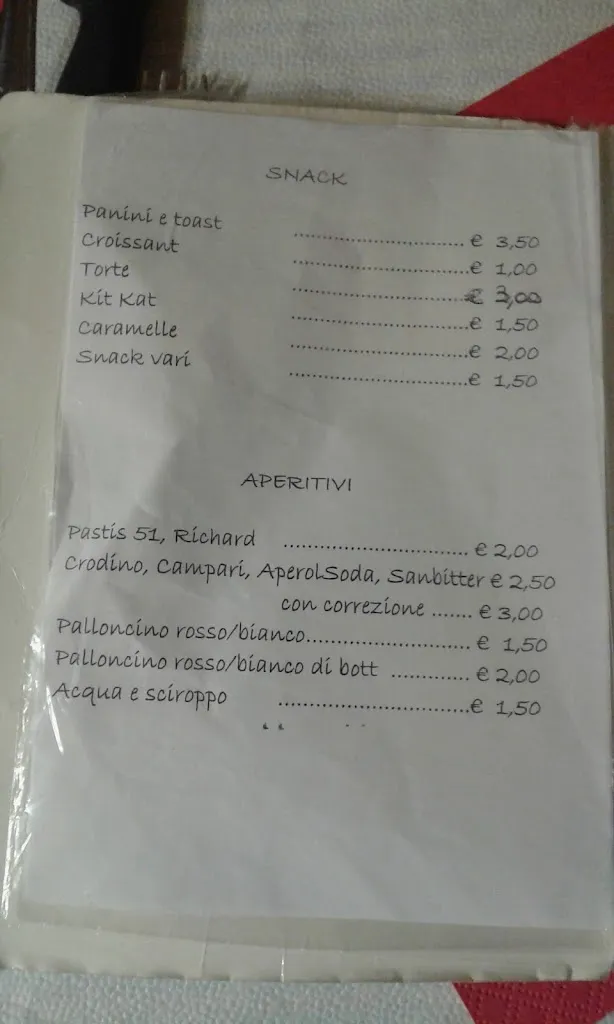 SNACK
Panini e toast ........................ € 3,50
Croissant ........................ € 1,00
Torte ........................ € 3,00
Kit Kat ........................ € 1,50
Caramelle ........................ € 2,00
Snack vari ........................ € 1,50
APERITIVI
Pastis 51, Richard ........................ € 2,00
Crodino, Campari, AperolSoda, Sanbitter € 2,50
con correzione ....... € 3,00
Palloncino rosso/bianco........................ € 1,50
Palloncino rosso/bianco di bott ............ € 2,00
Acqua e sciroppo ........................ € 1,50